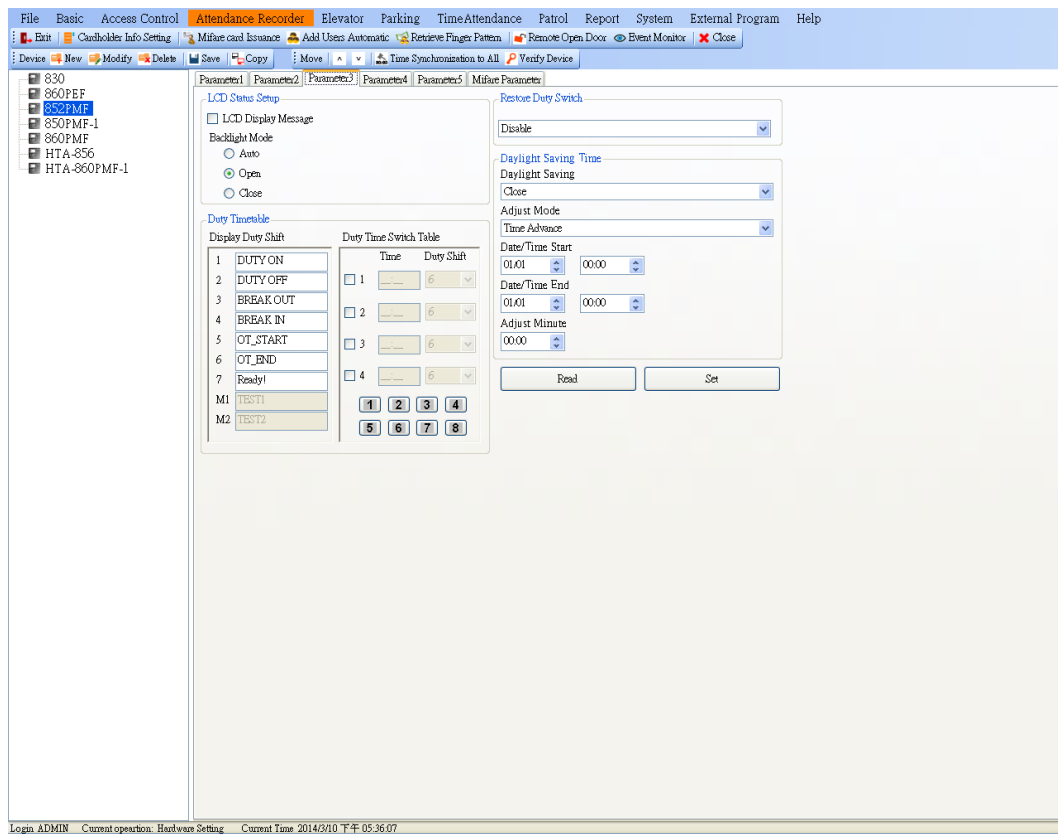 File Basic Access Control Attendance Recorder Elevator Parking TimeAttendance Patrol Report System External Program Help
Exit Cardholder Info Setting Mifare card Issuance Add Users Automatic Retrieve Finger Pattern Remote Open Door Event Monitor Close
Device New Modify Delete Save Copy Move Time Synchronization to All Verify Device
830
860PEF
852PMF
850PMF-1
860PMF
HTA-856
HTA-860PMF-1
Parameter1 Parameter2 Parameter3 Parameter4 Parameter5 Mifare Parameter
LCD Status Setup
LCD Display Message
Backlight Mode
Auto
Open
Close
Duty Timetable
Display Duty Shift
1 DUTY ON
2 DUTY OFF
3 BREAK OUT
4 BREAK IN
5 OT_START
6 OT_END
7 Ready!
M1 TEST1
M2 TEST2
Duty Time Switch Table
Time Duty Shift
1 __:__ 6
2 __:__ 6
3 __:__ 6
4 __:__ 6
1 2 3 4
5 6 7 8
Restore Duty Switch
Disable
Daylight Saving Time
Daylight Saving
Close
Adjust Mode
Time Advance
Date/Time Start
01/01 00:00
Date/Time End
01/01 00:00
Adjust Minute
00:00
Read Set
Login ADMIN Current opeartion: Hardware Setting Current Time 2014/3/10 下午 05:36:07